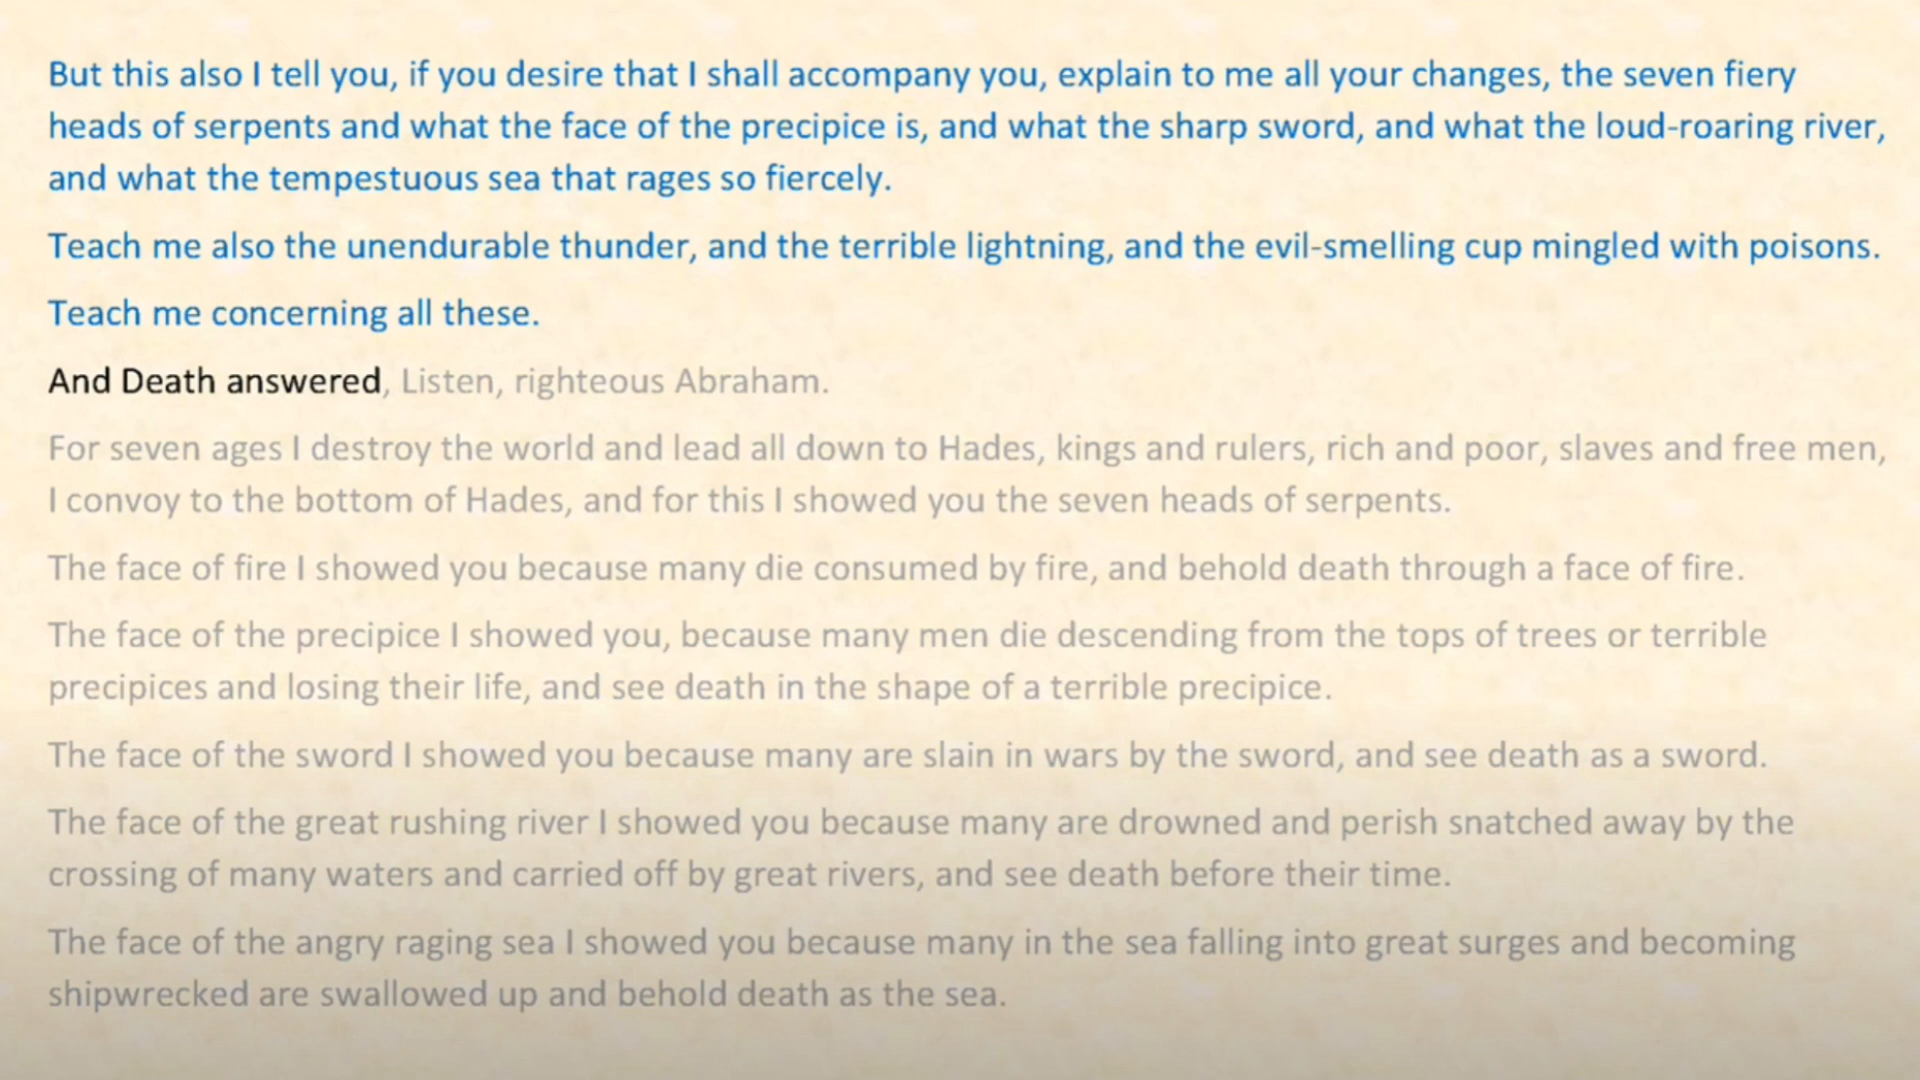 But this also I tell you, if you desire that I shall accompany you, explain to me all your changes, the seven fiery
heads of serpents and what the face of the precipice is, and what the sharp sword, and what the loud-roaring river,
and what the tempestuous sea that rages so fiercely.
Teach me also the unendurable thunder, and the terrible lightning, and the evil-smelling cup mingled with poisons.
Teach me concerning all these.
And Death answered, Listen, righteous Abraham.
For seven ages I destroy the world and lead all down to Hades, kings and rulers, rich and poor, slaves and free men,
I convoy to the bottom of Hades, and for this I showed you the seven heads of serpents.
The face of fire I showed you because many die consumed by fire, and behold death through a face of fire.
The face of the precipice I showed you, because many men die descending from the tops of trees or terrible
precipices and losing their life, and see death in the shape of a terrible precipice.
The face of the sword I showed you because many are slain in wars by the sword, and see death as a sword.
The face of the great rushing river I showed you because many are drowned and perish snatched away by the
crossing of many waters and carried off by great rivers, and see death before their time.
The face of the angry raging sea I showed you because many in the sea falling into great surges and becoming
shipwrecked are swallowed up and behold death as the sea.